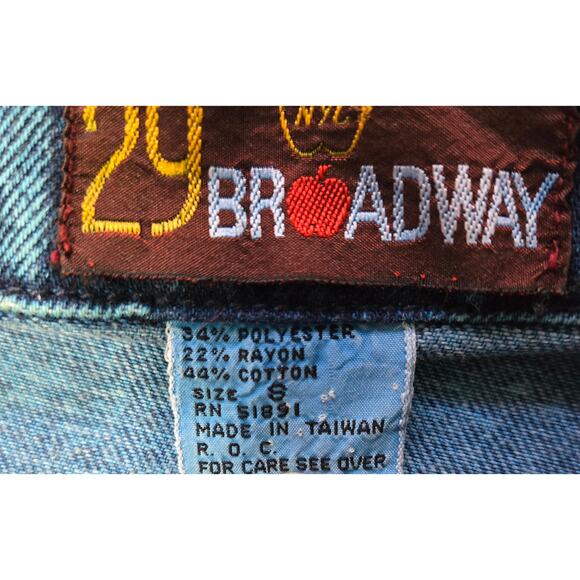 NYC
29
BROADWAY
34% POLYESTER
22% RAYON
44% COTTON
SIZE S
RN 51891
MADE IN TAIWAN
R. O. C.
FOR CARE SEE OVER